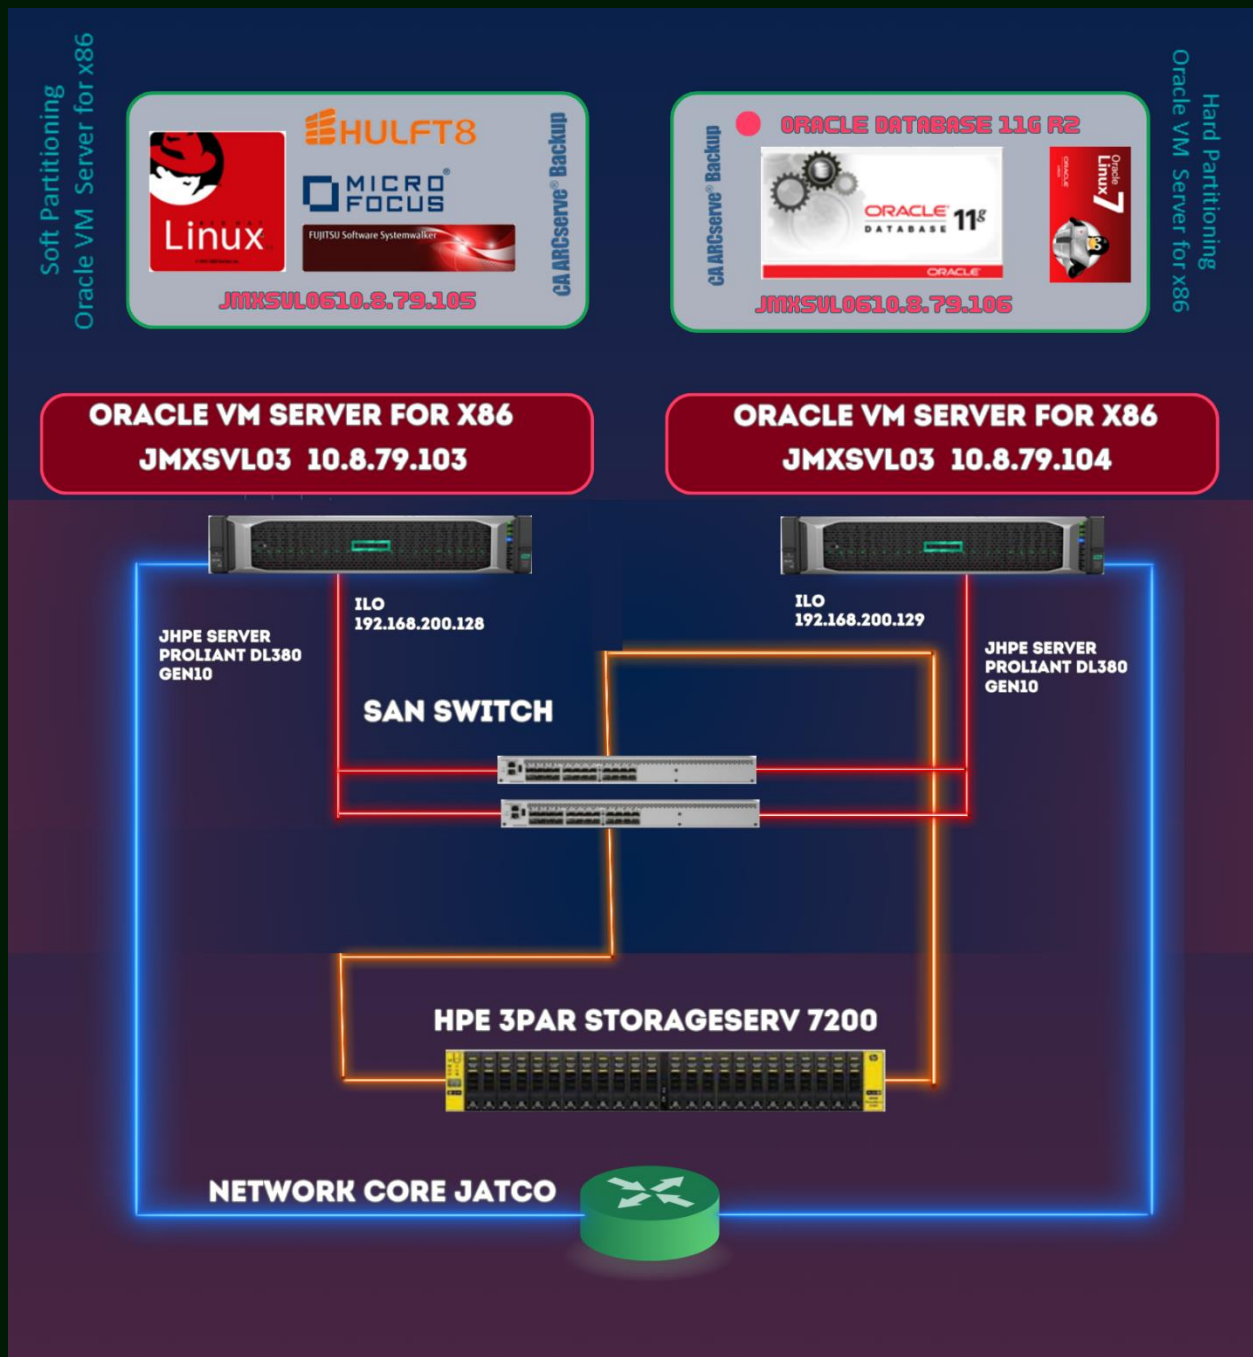 Soft Partitioning
Oracle VM Server for x86
HULFT8
MICRO
FOCUS
Linux
FUJITSU Software Systemwalker
CA ARCserve® Backup
JMXSVL0610.8.79.105
CA ARCserve® Backup
ORACLE DATABASE 11G R2
ORACLE
DATABASE 11g
ORACLE
Oracle
Linux 7
ORACLE
JMXSVL0610.8.79.106
Hard Partitioning
Oracle VM Server for x86
ORACLE VM SERVER FOR X86
JMXSVL03 10.8.79.103
ORACLE VM SERVER FOR X86
JMXSVL03 10.8.79.104
ILO
192.168.200.128
JHPE SERVER
PROLIANT DL380
GEN10
ILO
192.168.200.129
JHPE SERVER
PROLIANT DL380
GEN10
SAN SWITCH
HPE 3PAR STORAGESERV 7200
NETWORK CORE JATCO